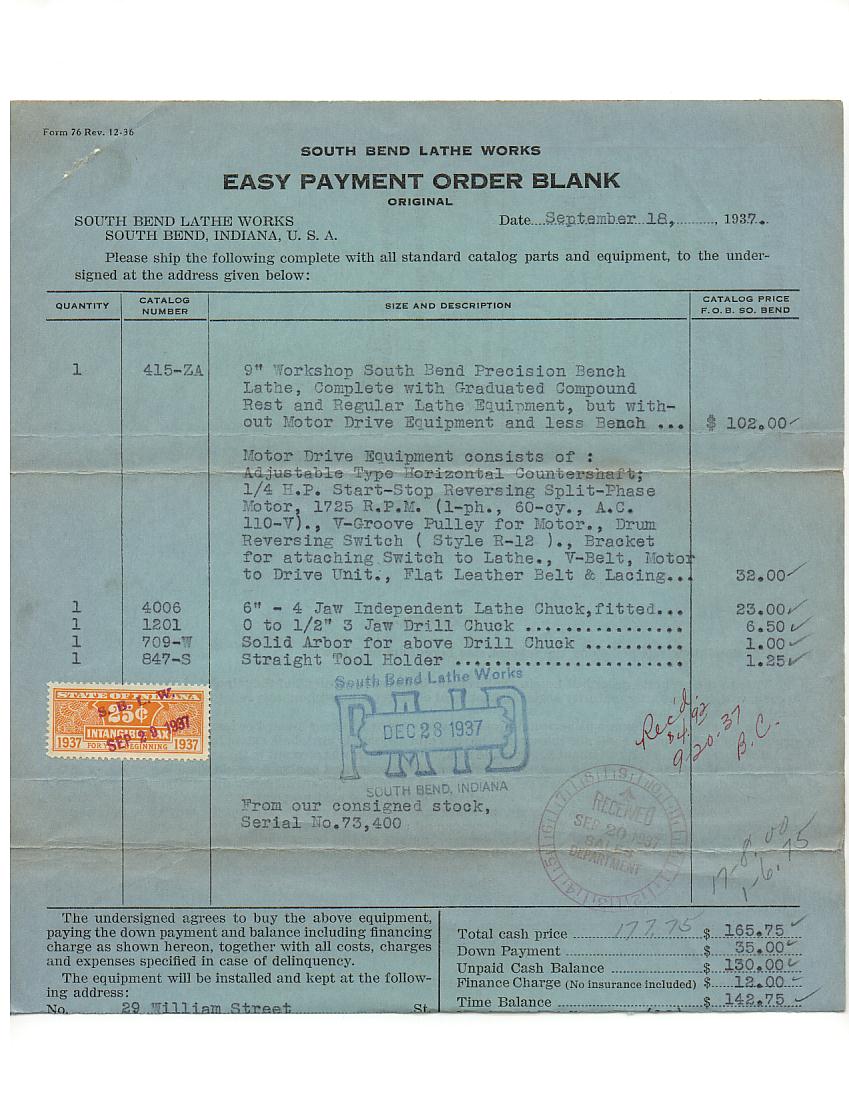 Form 76 Rev. 12-36
SOUTH BEND LATHE WORKS
EASY PAYMENT ORDER BLANK
ORIGINAL
SOUTH BEND LATHE WORKS
SOUTH BEND, INDIANA, U. S. A.
Date September 18, 1937.
Please ship the following complete with all standard catalog parts and equipment, to the under-
signed at the address given below:
QUANTITY CATALOG NUMBER SIZE AND DESCRIPTION CATALOG PRICE F. O. B. SO. BEND
1 415-ZA 9" Workshop South Bend Precision Bench
Lathe, Complete with Graduated Compound
Rest and Regular Lathe Equipment, but with-
out Motor Drive Equipment and less Bench ... $ 102.00
Motor Drive Equipment consists of :
Adjustable Type Horizontal Countershaft;
1/4 H.P. Start-Stop Reversing Split-Phase
Motor, 1725 R.P.M. (1-ph., 60-cy., A.C.
110-V)., V-Groove Pulley for Motor., Drum
Reversing Switch ( Style R-12 )., Bracket
for attaching Switch to Lathe., V-Belt, Motor
to Drive Unit., Flat Leather Belt & Lacing... 32.00
1 4006 6" - 4 Jaw Independent Lathe Chuck,fitted... 23.00
1 1201 0 to 1/2" 3 Jaw Drill Chuck ................ 6.50
1 709-W Solid Arbor for above Drill Chuck .......... 1.00
1 847-S Straight Tool Holder ....................... 1.25
STATE OF INDIANA
S. B. L. W.
25¢
INTANGIBLE TAX
SEP 20 1937
1937 FOR BEGINNING 1937
South Bend Lathe Works
PAID
DEC 28 1937
SOUTH BEND, INDIANA
Rec'd
34.92
9-20-37
B.C.
RECEIVED
SEP 20 1937
SALES
DEPARTMENT
From our consigned stock,
Serial No.73,400
17-8.00
1-6.75
The undersigned agrees to buy the above equipment,
paying the down payment and balance including financing
charge as shown hereon, together with all costs, charges
and expenses specified in case of delinquency.
The equipment will be installed and kept at the follow-
ing address:
No. 29 William Street St.
Total cash price 177.75 $ 165.75
Down Payment $ 35.00
Unpaid Cash Balance $ 130.00
Finance Charge (No insurance included) $ 12.00
Time Balance $ 142.75